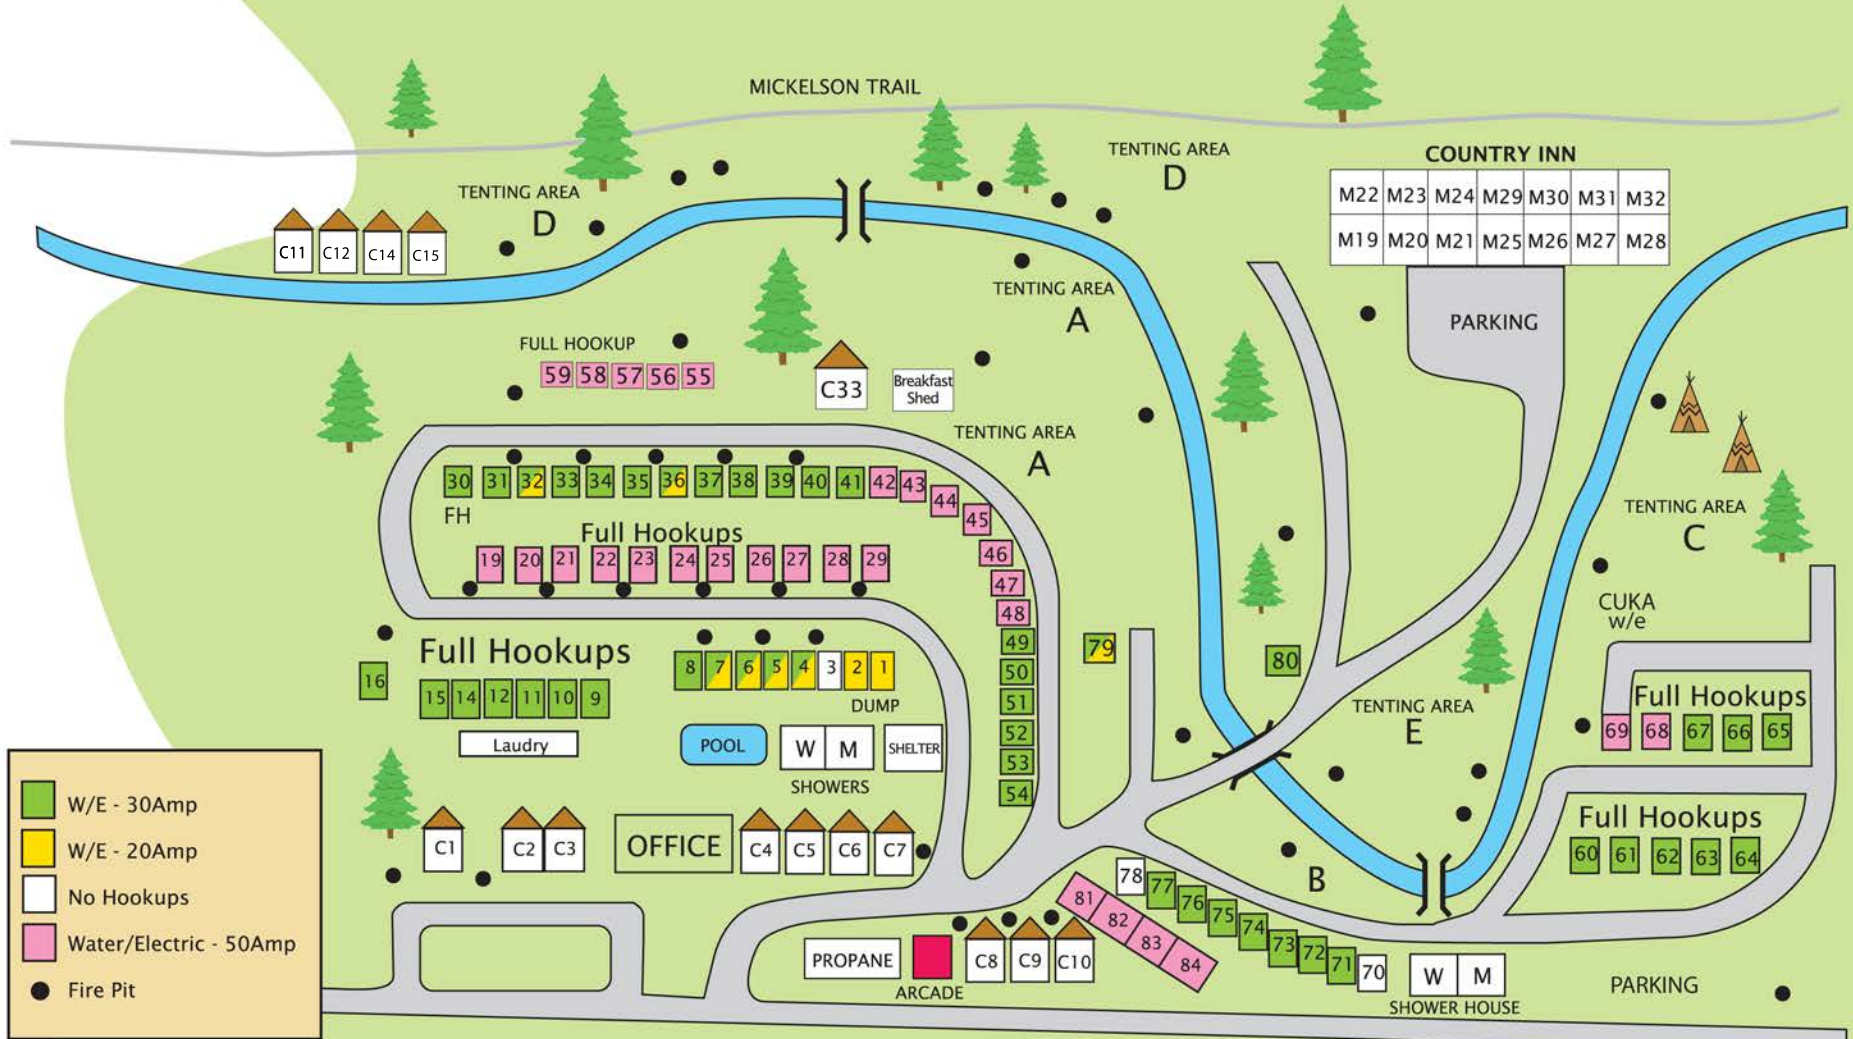 MICKELSON TRAIL
TENTING AREA
D
TENTING AREA
D
COUNTRY INN
M22 M23 M24 M29 M30 M31 M32
M19 M20 M21 M25 M26 M27 M28
C11 C12 C14 C15
TENTING AREA
A
PARKING
FULL HOOKUP
59 58 57 56 55
C33
Breakfast
Shed
TENTING AREA
A
30 31 32 33 34 35 36 37 38 39 40 41 42 43
44
45
46
47
48
49
50
51
52
53
54
FH
Full Hookups
19 20 21 22 23 24 25 26 27 28 29
TENTING AREA
C
CUKA
w/e
79
80
Full Hookups
16
15 14 12 11 10 9
8 7 6 5 4 3 2 1
DUMP
Laudry
POOL
W M
SHELTER
SHOWERS
TENTING AREA
E
Full Hookups
69 68 67 66 65
Full Hookups
60 61 62 63 64
C1
C2 C3
OFFICE
C4 C5 C6 C7
B
78
77
76
75
74
73
72
71
70
81
82
83
84
PROPANE
ARCADE
C8 C9 C10
W M
SHOWER HOUSE
PARKING
W/E - 30Amp
W/E - 20Amp
No Hookups
Water/Electric - 50Amp
Fire Pit